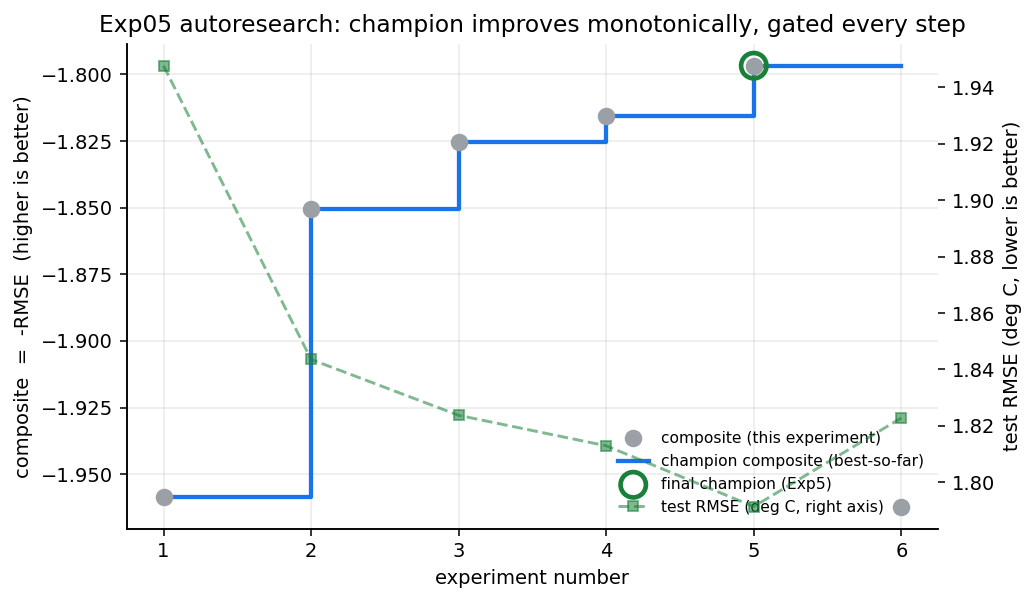 Exp05 autoresearch: champion improves monotonically, gated every step
composite = -RMSE (higher is better)
−1.800
−1.825
−1.850
−1.875
−1.900
−1.925
−1.950
1.94
1.92
1.90
1.88
1.86
1.84
1.82
1.80
test RMSE (deg C, lower is better)
composite (this experiment)
champion composite (best-so-far)
final champion (Exp5)
test RMSE (deg C, right axis)
1 2 3 4 5 6
experiment number